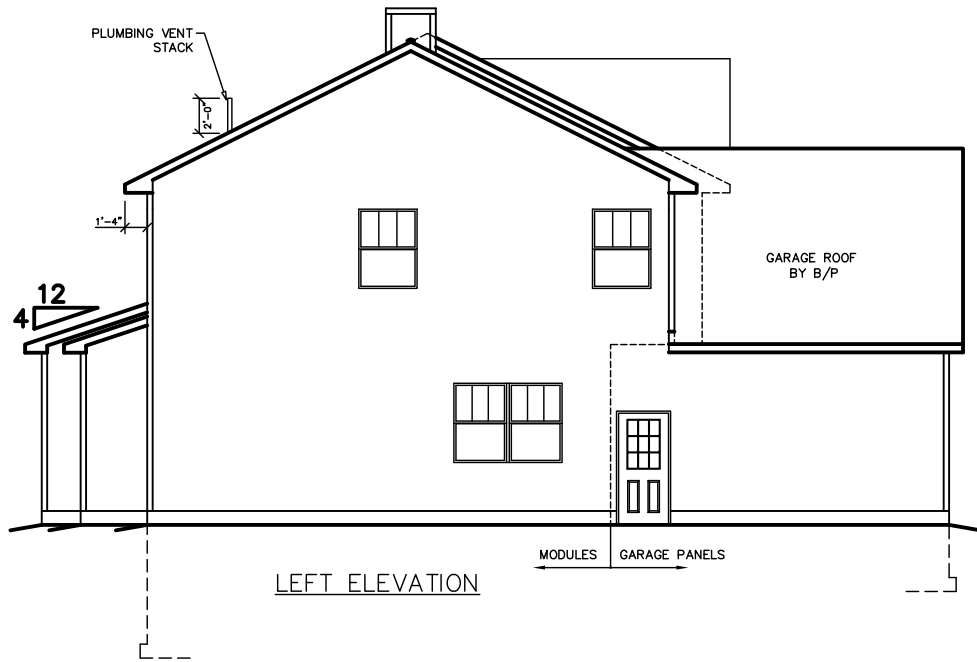 PLUMBING VENT
STACK
2'-0"
1'-4"
12
4
GARAGE ROOF
BY B/P
MODULES
GARAGE PANELS
LEFT ELEVATION